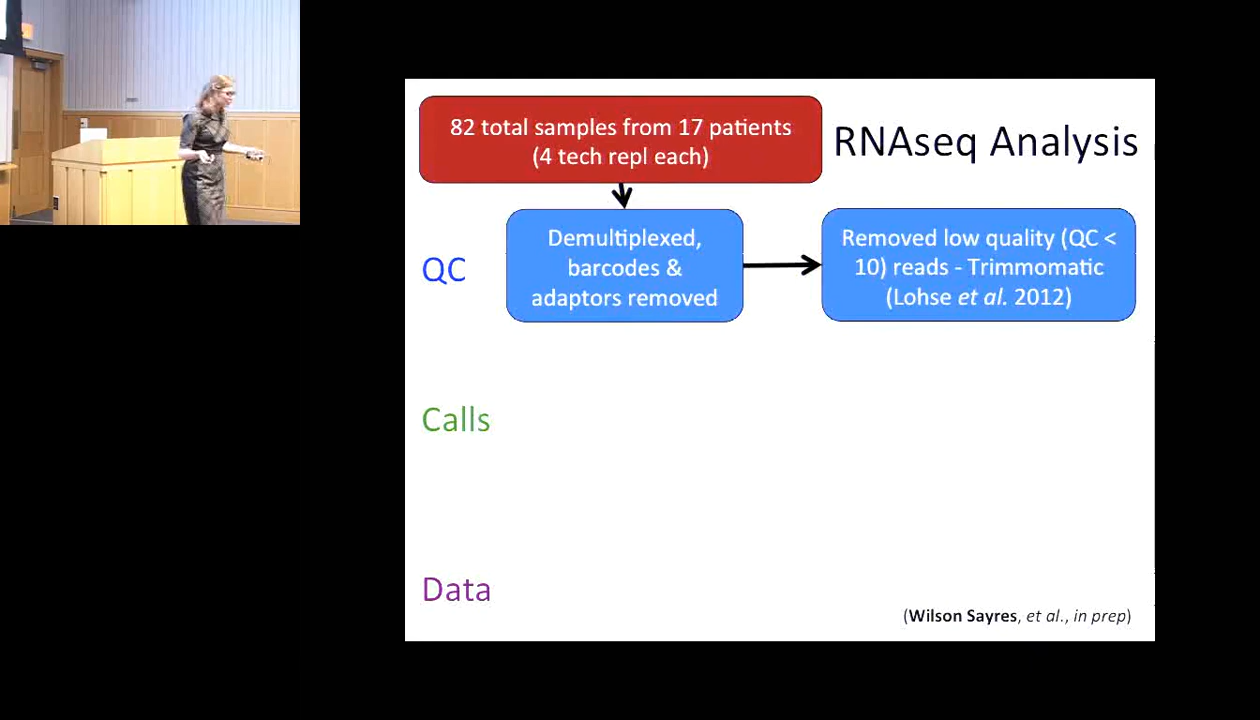 82 total samples from 17 patients
(4 tech repl each)
RNAseq Analysis
QC
Demultiplexed,
barcodes &
adaptors removed
Removed low quality (QC <
10) reads - Trimmomatic
(Lohse et al. 2012)
Calls
Data
(Wilson Sayres, et al., in prep)